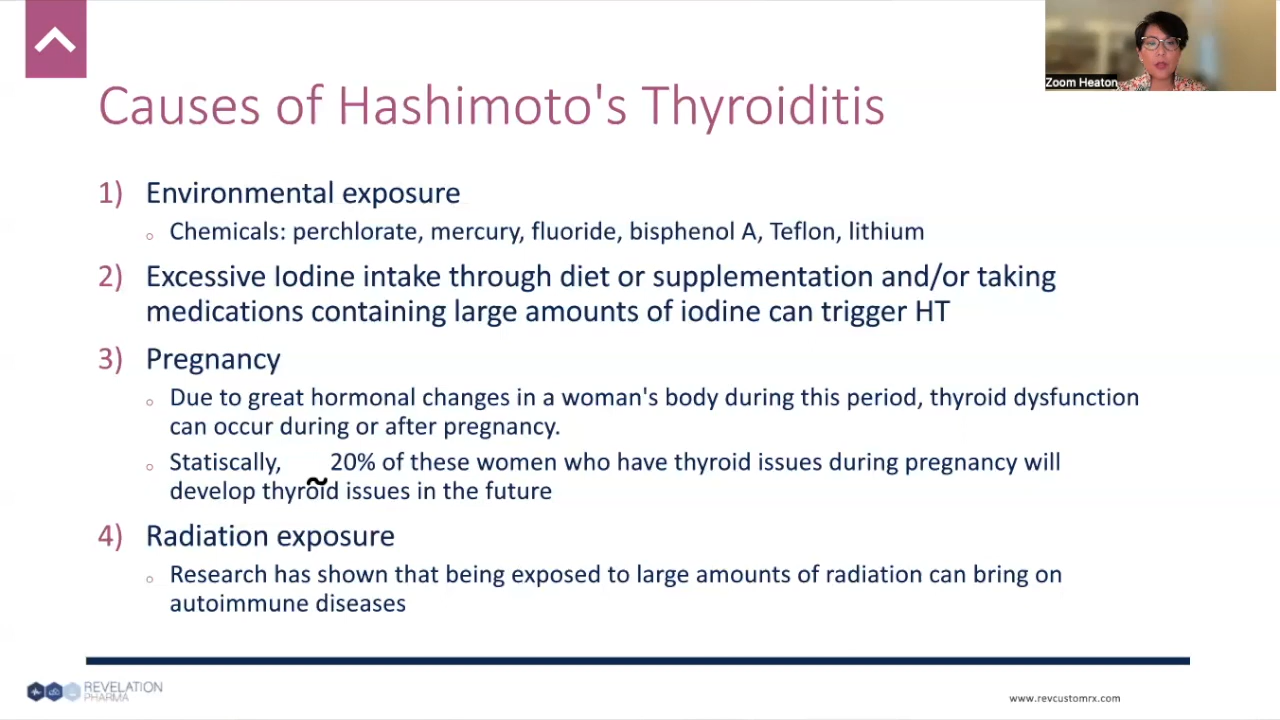 Zoom Heaton
Causes of Hashimoto's Thyroiditis
1) Environmental exposure
○ Chemicals: perchlorate, mercury, fluoride, bisphenol A, Teflon, lithium
2) Excessive Iodine intake through diet or supplementation and/or taking
medications containing large amounts of iodine can trigger HT
3) Pregnancy
○ Due to great hormonal changes in a woman's body during this period, thyroid dysfunction
can occur during or after pregnancy.
○ Statiscally, ~ 20% of these women who have thyroid issues during pregnancy will
develop thyroid issues in the future
4) Radiation exposure
○ Research has shown that being exposed to large amounts of radiation can bring on
autoimmune diseases
REVELATION
PHARMA
www.revcustomrx.com